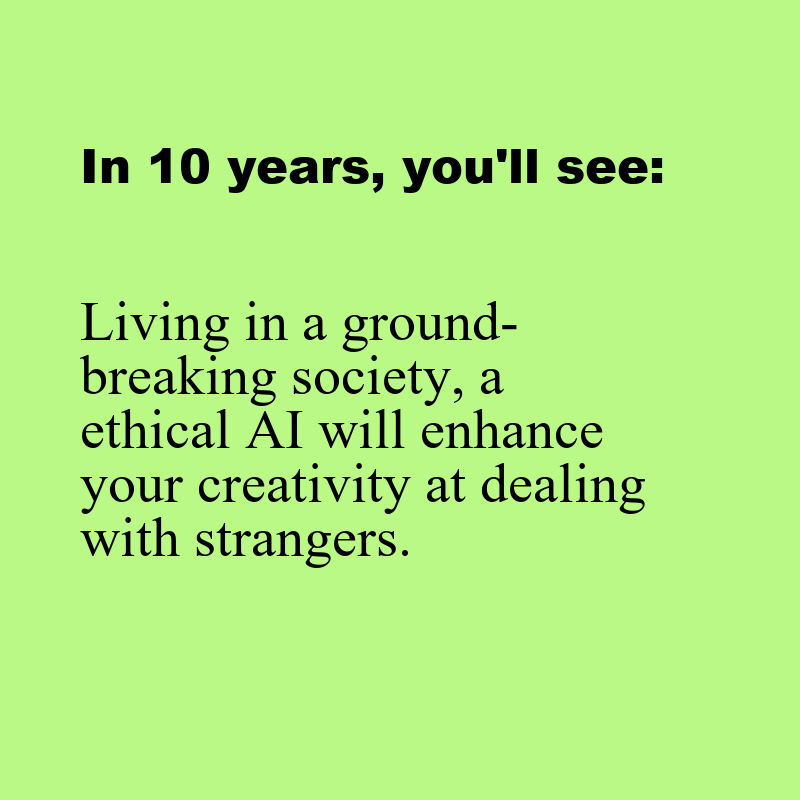 In 10 years, you'll see:
Living in a ground-
breaking society, a
ethical AI will enhance
your creativity at dealing
with strangers.